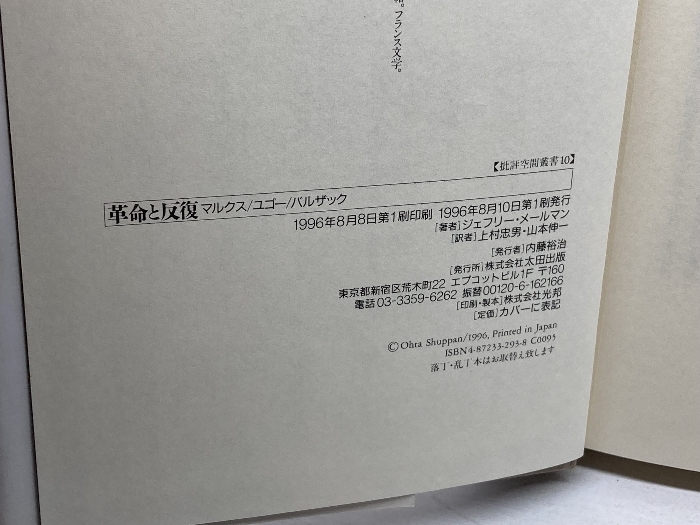 。フランス文学。
【批評空間叢書10】
革命と反復 マルクス/ユゴー/バルザック
1996年8月8日第1刷印刷 1996年8月10日第1刷発行
[著者]ジェフリー・メールマン
[訳者]上村忠男・山本伸一
[発行者]内藤裕治
[発行所]株式会社太田出版
東京都新宿区荒木町22 エプコットビル1F 〒160
電話03-3359-6262 振替00120-6-162166
[印刷・製本]株式会社光邦
[定価]カバーに表記
©Ohta Shuppan/1996, Printed in Japan
ISBN4-87233-293-8 C0095
落丁・乱丁本はお取替え致します